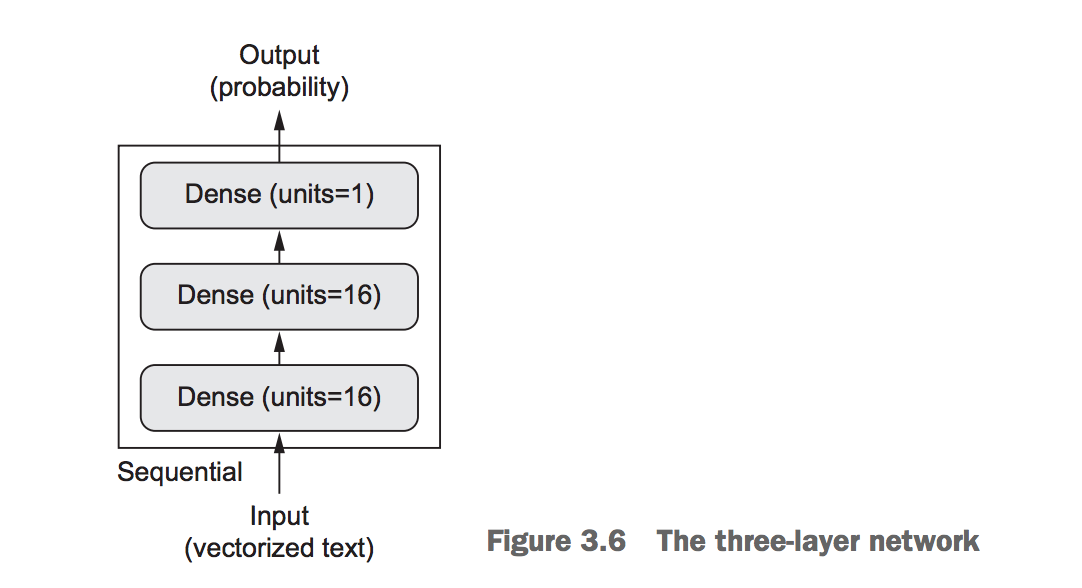 Output
(probability)
Dense (units=1)
Dense (units=16)
Dense (units=16)
Sequential
Input
(vectorized text)
Figure 3.6 The three-layer network